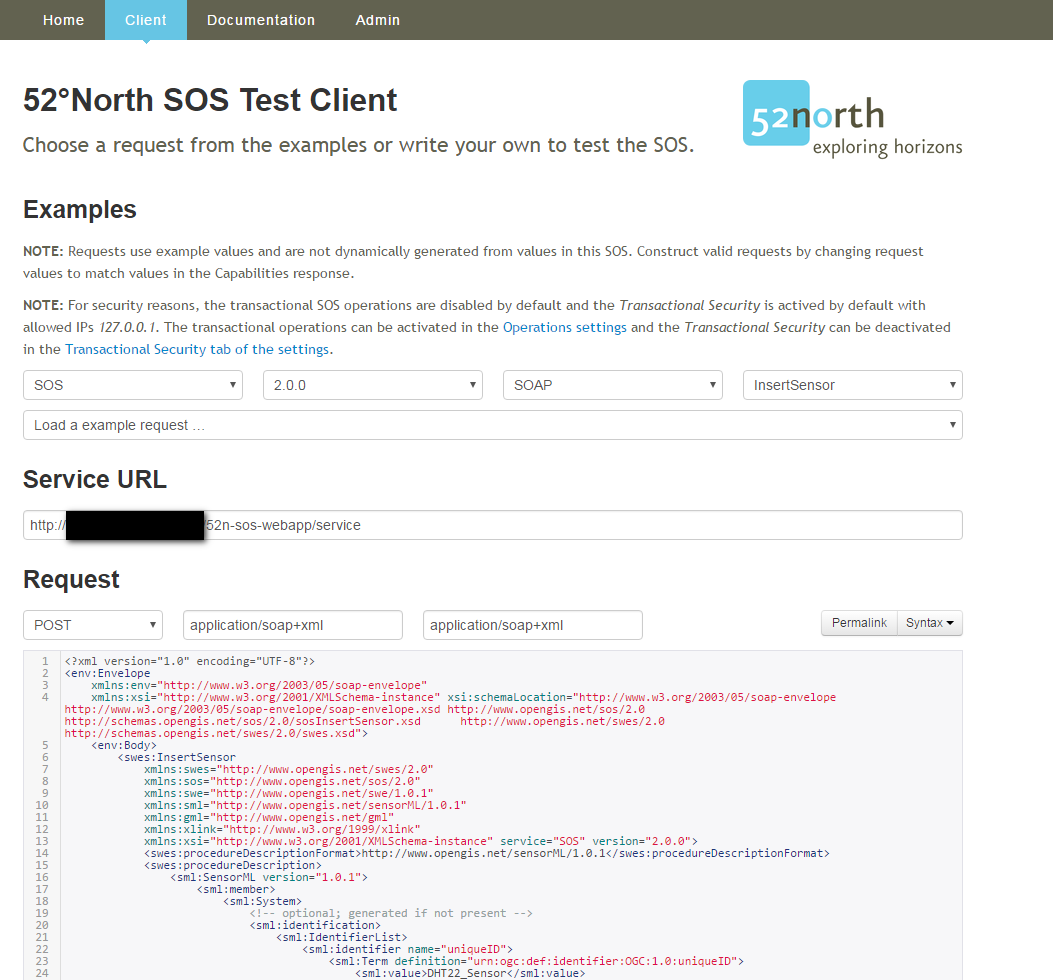 Home Client Documentation Admin
52°North SOS Test Client
Choose a request from the examples or write your own to test the SOS.
52north
exploring horizons
Examples
NOTE: Requests use example values and are not dynamically generated from values in this SOS. Construct valid requests by changing request
values to match values in the Capabilities response.
NOTE: For security reasons, the transactional SOS operations are disabled by default and the Transactional Security is actived by default with
allowed IPs 127.0.0.1. The transactional operations can be activated in the Operations settings and the Transactional Security can be deactivated
in the Transactional Security tab of the settings.
SOS 2.0.0 SOAP InsertSensor
Load a example request ...
Service URL
http:// 52n-sos-webapp/service
Request
POST application/soap+xml application/soap+xml Permalink Syntax
1 <?xml version="1.0" encoding="UTF-8"?>
2 <env:Envelope
3 xmlns:env="http://www.w3.org/2003/05/soap-envelope"
4 xmlns:xsi="http://www.w3.org/2001/XMLSchema-instance" xsi:schemaLocation="http://www.w3.org/2003/05/soap-envelope
http://www.w3.org/2003/05/soap-envelope/soap-envelope.xsd http://www.opengis.net/sos/2.0
http://schemas.opengis.net/sos/2.0/sosInsertSensor.xsd http://www.opengis.net/swes/2.0
http://schemas.opengis.net/swes/2.0/swes.xsd">
5 <env:Body>
6 <swes:InsertSensor
7 xmlns:swes="http://www.opengis.net/swes/2.0"
8 xmlns:sos="http://www.opengis.net/sos/2.0"
9 xmlns:swe="http://www.opengis.net/swe/1.0.1"
10 xmlns:sml="http://www.opengis.net/sensorML/1.0.1"
11 xmlns:gml="http://www.opengis.net/gml"
12 xmlns:xlink="http://www.w3.org/1999/xlink"
13 xmlns:xsi="http://www.w3.org/2001/XMLSchema-instance" service="SOS" version="2.0.0">
14 <swes:procedureDescriptionFormat>http://www.opengis.net/sensorML/1.0.1</swes:procedureDescriptionFormat>
15 <swes:procedureDescription>
16 <sml:SensorML version="1.0.1">
17 <sml:member>
18 <sml:System>
19 <!-- optional; generated if not present -->
20 <sml:identification>
21 <sml:IdentifierList>
22 <sml:identifier name="uniqueID">
23 <sml:Term definition="urn:ogc:def:identifier:OGC:1.0:uniqueID">
24 <sml:value>DHT22_Sensor</sml:value>